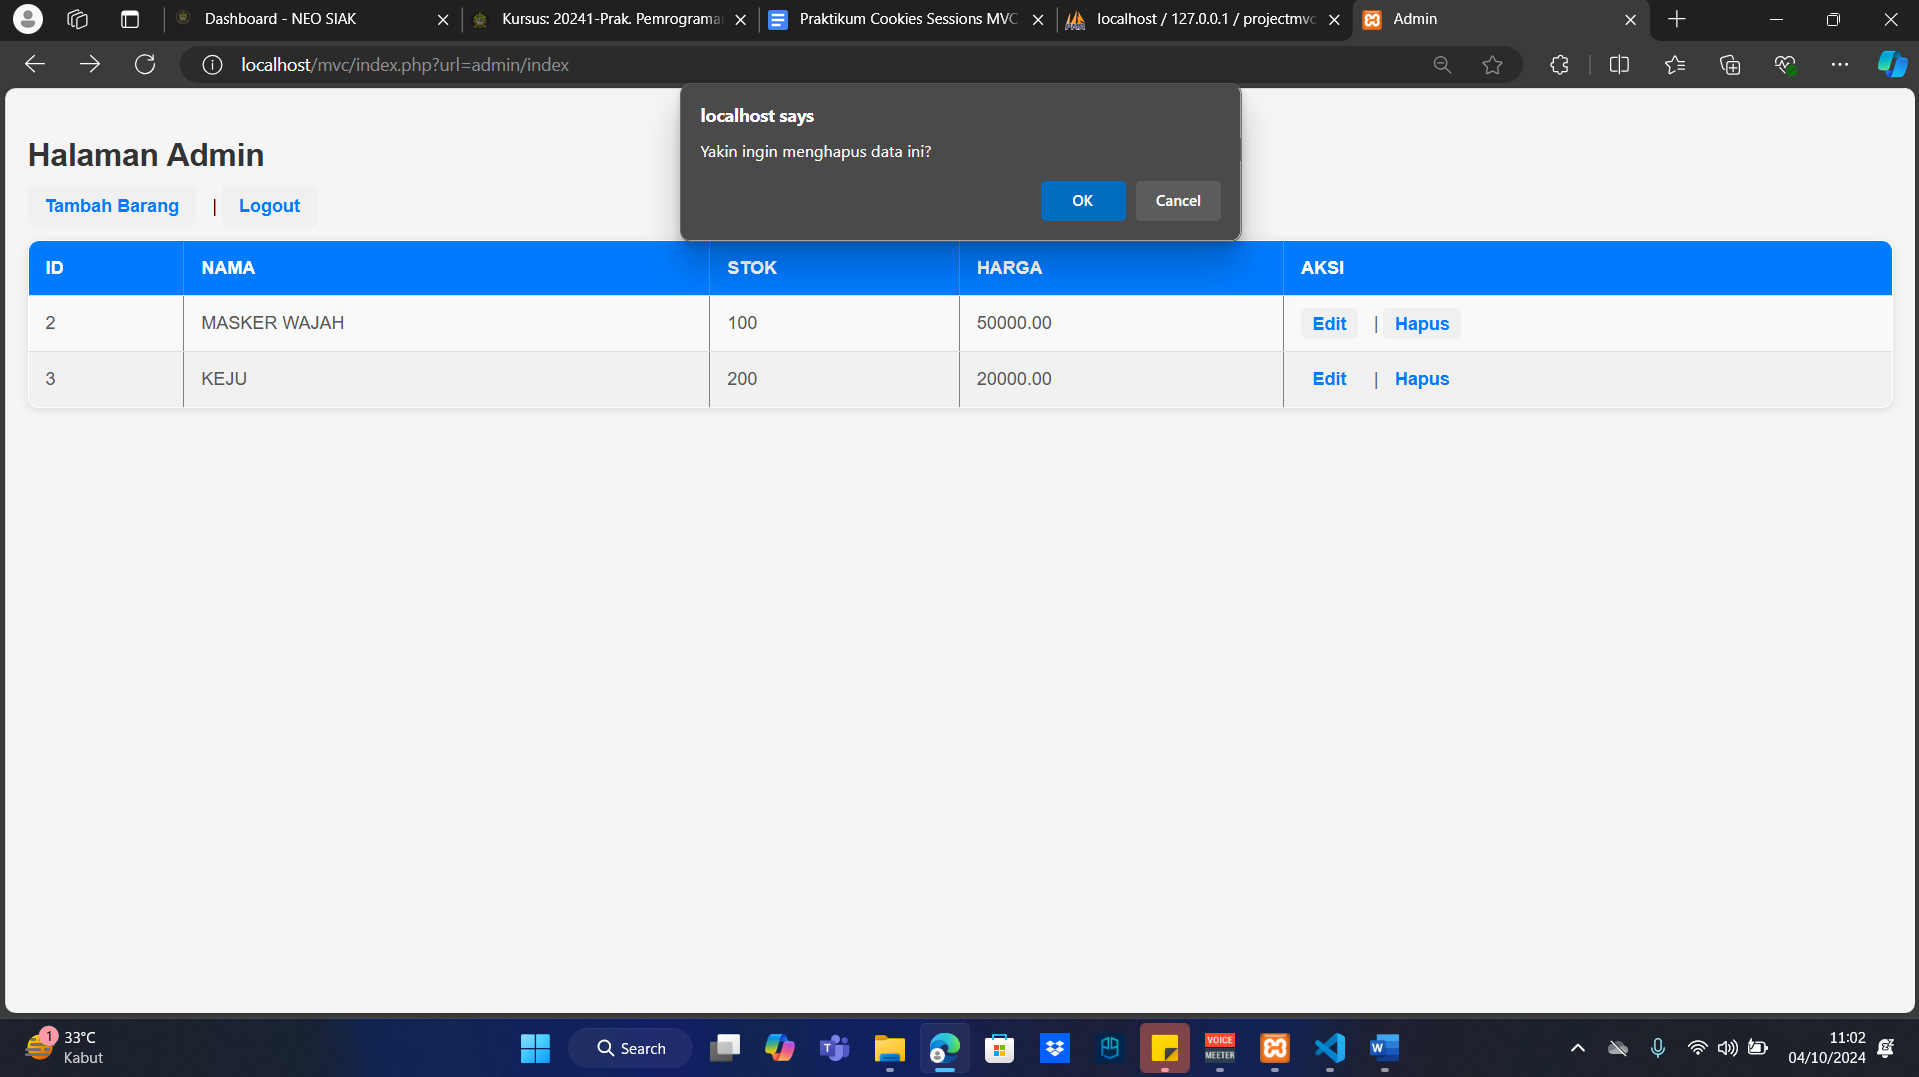 Dashboard - NEO SIAK
Kursus: 20241-Prak. Pemrograma
Praktikum Cookies Sessions MVC
localhost / 127.0.0.1 / projectmvc
Admin
localhost/mvc/index.php?url=admin/index
localhost says
Yakin ingin menghapus data ini?
OK Cancel
Halaman Admin
Tambah Barang | Logout
ID NAMA STOK HARGA AKSI
2 MASKER WAJAH 100 50000.00 Edit | Hapus
3 KEJU 200 20000.00 Edit | Hapus
1
33°C
Kabut
Search
VOICE
MEETER
11:02
04/10/2024